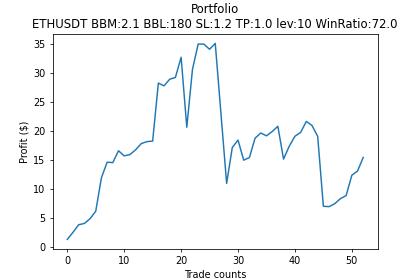 Portfolio
ETHUSDT BBM:2.1 BBL:180 SL:1.2 TP:1.0 lev:10 WinRatio:72.0
35
30
25
20
15
10
5
0
Profit ($)
0 10 20 30 40 50
Trade counts